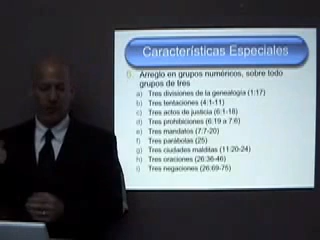 Características Especiales
Arreglo en grupos numéricos, sobre todo
grupos de tres
a) Tres divisiones de la genealogía (1:17)
b) Tres tentaciones (4:1-11)
c) Tres actos de justicia (6:1-18)
d) Tres prohibiciones (6:19 a 7:6)
e) Tres mandatos (7:7-20)
f) Tres parábolas (25)
g) Tres ciudades malditas (11:20-24)
h) Tres oraciones (26:36-46)
i) Tres negaciones (26:69-75)